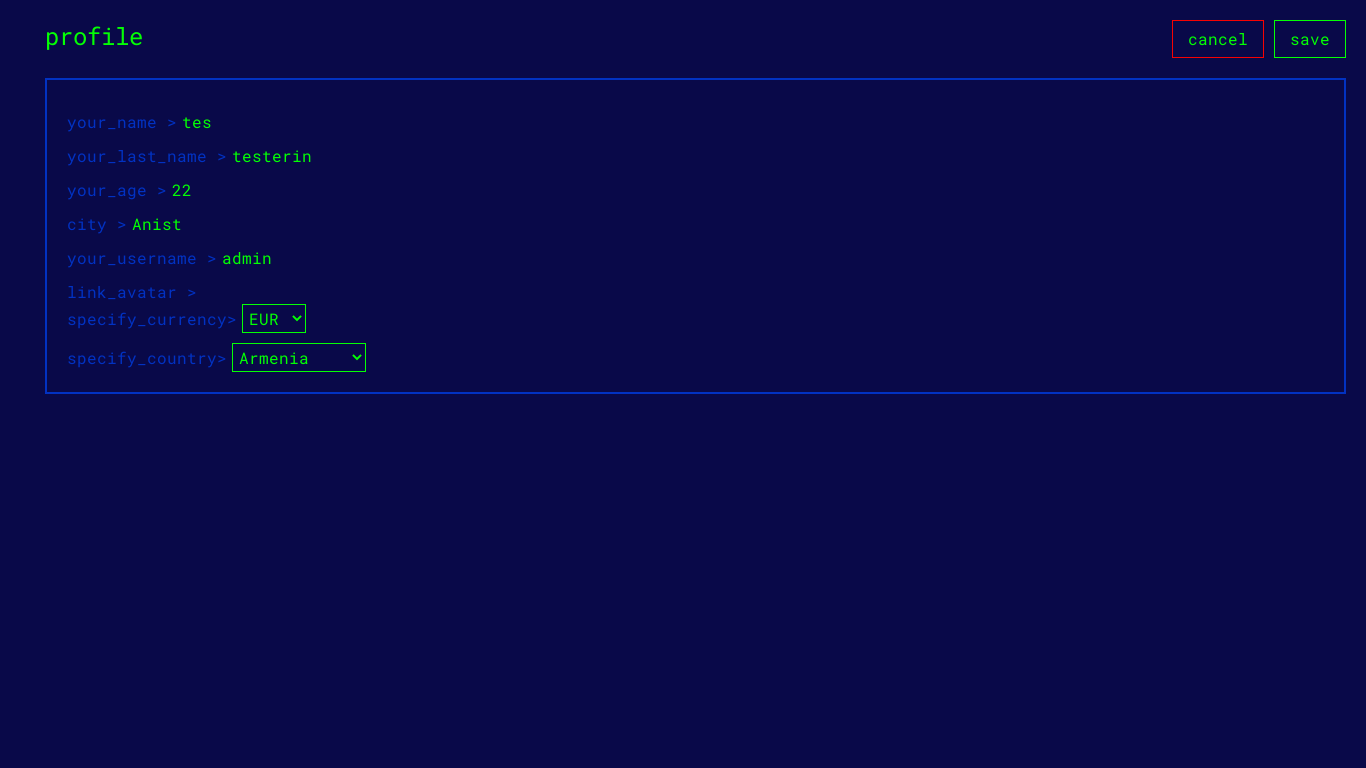 profile
cancel
save
your_name > tes
your_last_name > testerin
your_age > 22
city > Anist
your_username > admin
link_avatar >
specify_currency> EUR
specify_country> Armenia